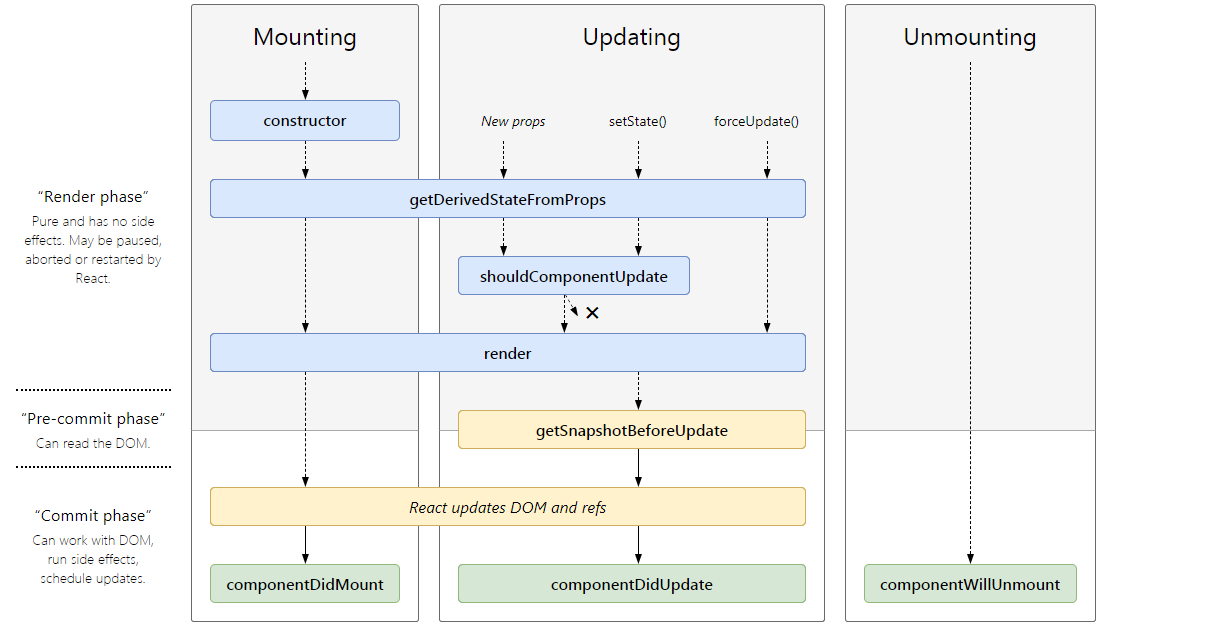 Mounting
Updating
Unmounting
constructor
New props
setState()
forceUpdate()
“Render phase”
Pure and has no side
effects. May be paused,
aborted or restarted by
React.
getDerivedStateFromProps
shouldComponentUpdate
✕
render
“Pre-commit phase”
Can read the DOM.
getSnapshotBeforeUpdate
“Commit phase”
Can work with DOM,
run side effects,
schedule updates.
React updates DOM and refs
componentDidMount
componentDidUpdate
componentWillUnmount